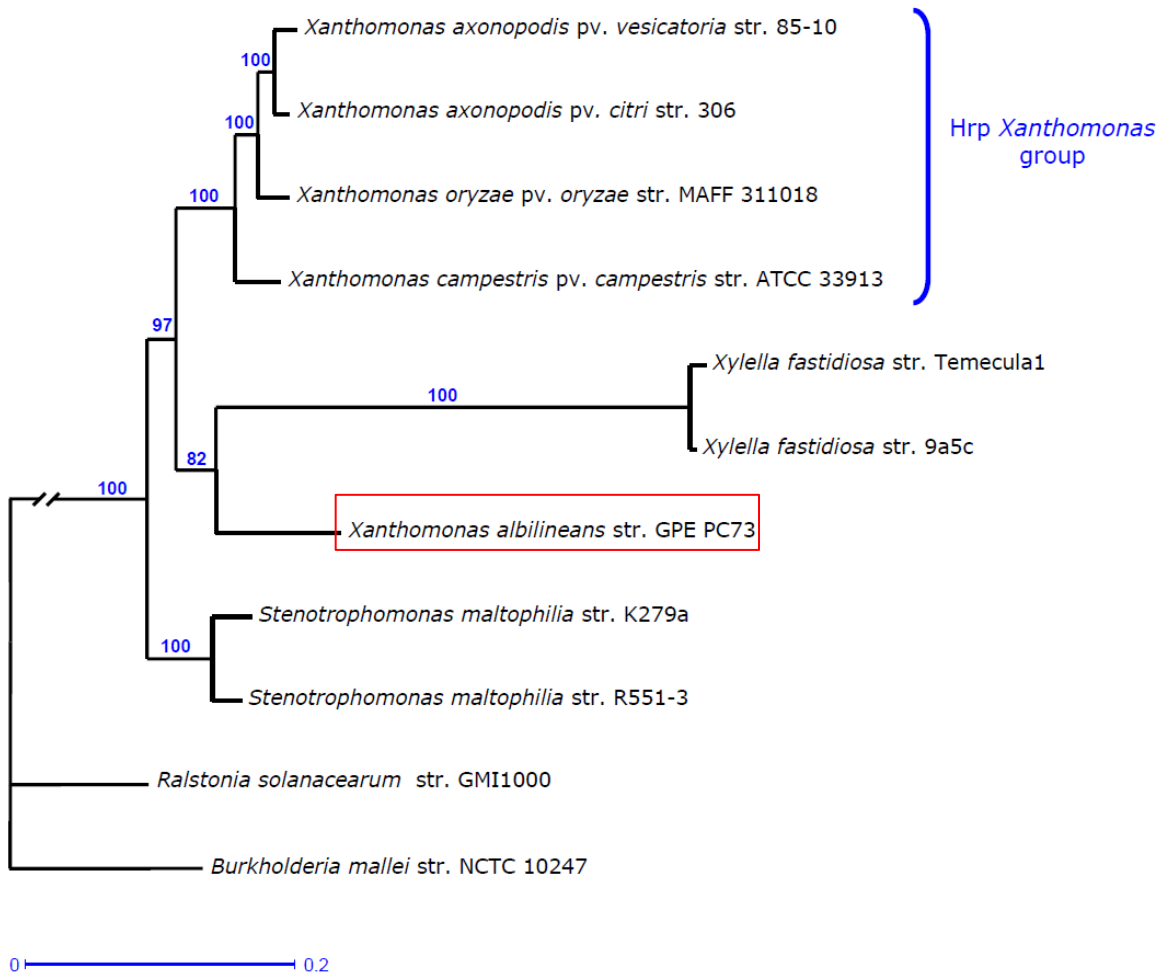 Xanthomonas axonopodis pv. vesicatoria str. 85-10
100
Xanthomonas axonopodis pv. citri str. 306
100
Hrp Xanthomonas
group
Xanthomonas oryzae pv. oryzae str. MAFF 311018
100
Xanthomonas campestris pv. campestris str. ATCC 33913
97
Xylella fastidiosa str. Temecula1
100
Xylella fastidiosa str. 9a5c
82
100
Xanthomonas albilineans str. GPE PC73
Stenotrophomonas maltophilia str. K279a
100
Stenotrophomonas maltophilia str. R551-3
Ralstonia solanacearum str. GMI1000
Burkholderia mallei str. NCTC 10247
0 0.2